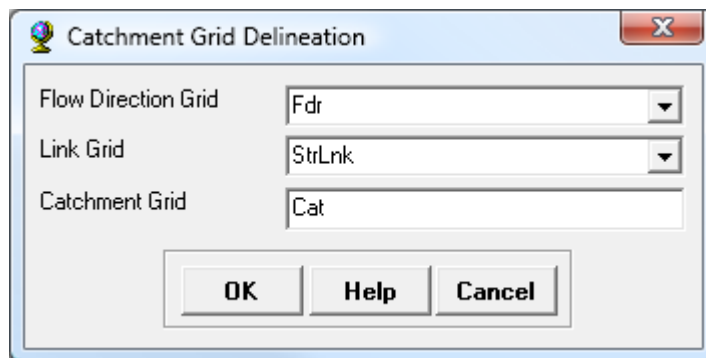 Catchment Grid Delineation
Flow Direction Grid
Fdr
Link Grid
StrLnk
Catchment Grid
Cat
OK Help Cancel